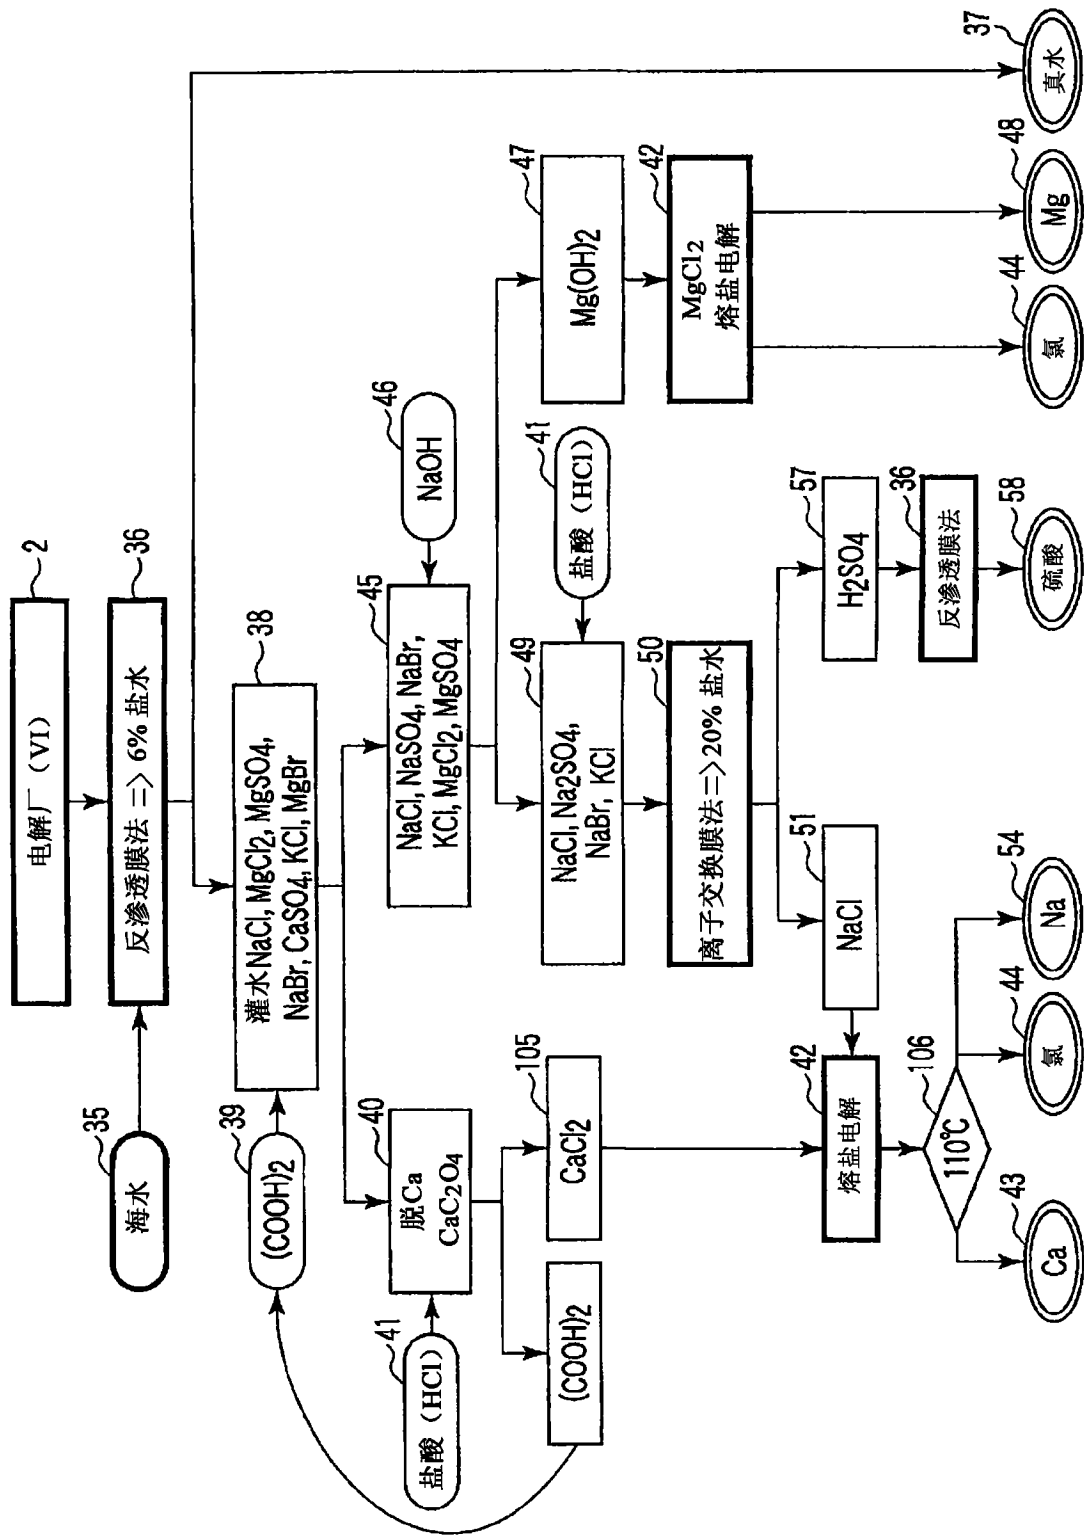 电解厂（VI）
2
海水
35
反渗透膜法 => 6% 盐水
36
(COOH)2
39
灌水NaCl, MgCl2, MgSO4,
NaBr, CaSO4, KCl, MgBr
38
盐酸（HCl）
41
脱Ca
CaC2O4
40
NaCl, NaSO4, NaBr,
KCl, MgCl2, MgSO4
45
NaOH
46
(COOH)2
CaCl2
105
NaCl, Na2SO4,
NaBr, KCl
49
盐酸（HCl）
41
Mg(OH)2
47
离子交换膜法=>20% 盐水
50
MgCl2
熔盐电解
42
熔盐电解
42
NaCl
51
H2SO4
57
110℃
106
反渗透膜法
36
Ca
43
氯
44
Na
54
硫酸
58
氯
44
Mg
48
真水
37